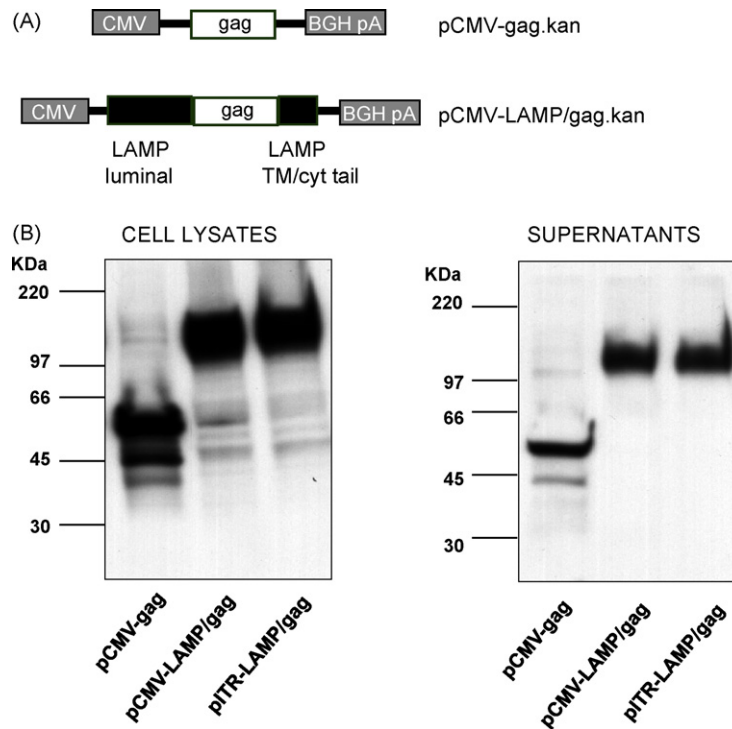 (A)
CMV gag BGH pA pCMV-gag.kan
CMV gag BGH pA pCMV-LAMP/gag.kan
LAMP LAMP
luminal TM/cyt tail
(B) CELL LYSATES SUPERNATANTS
KDa
220
97
66
45
30
pCMV-gag
pCMV-LAMP/gag
pITR-LAMP/gag
KDa
220
97
66
45
30
pCMV-gag
pCMV-LAMP/gag
pITR-LAMP/gag